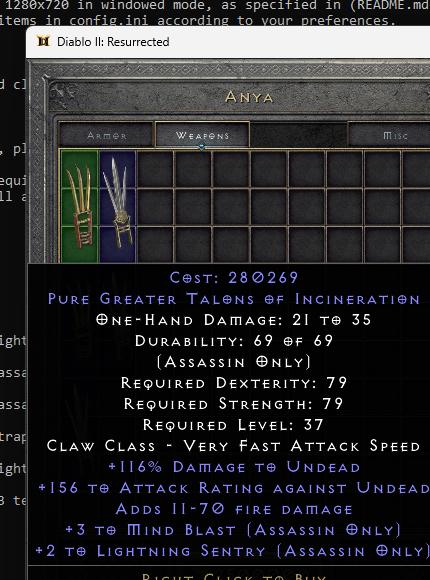 1280x720 in windowed mode, as specified in (README.md
items in config.ini according to your preferences.
Diablo II: Resurrected
Anya
Armor
Weapons
Misc
Cost: 280269
Pure Greater Talons of Incineration
One-Hand Damage: 21 to 35
Durability: 69 of 69
(Assassin Only)
Required Dexterity: 79
Required Strength: 79
Required Level: 37
Claw Class - Very Fast Attack Speed
+116% Damage to Undead
+156 to Attack Rating against Undead
Adds 11-70 fire damage
+3 to Mind Blast (Assassin Only)
+2 to Lightning Sentry (Assassin Only)
Right Click to Buy